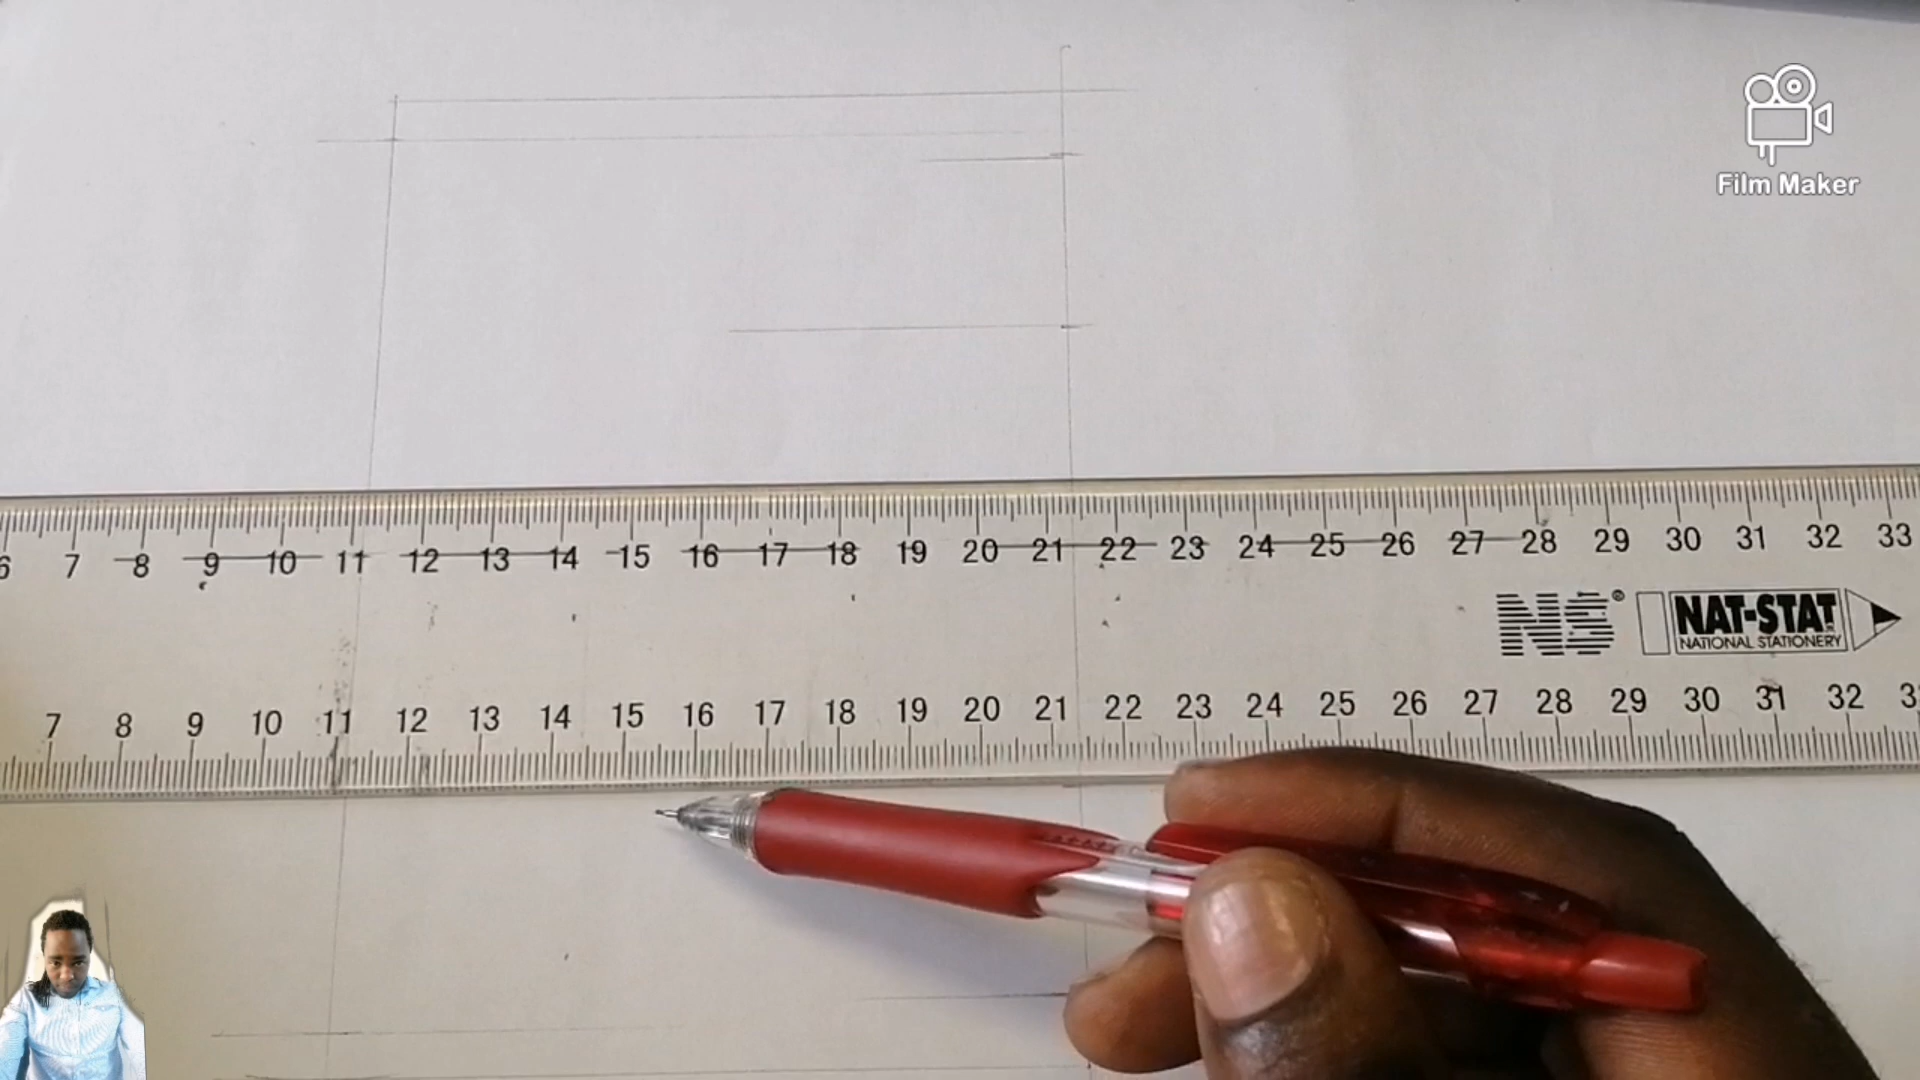 Film Maker
6 7 8 9 10 11 12 13 14 15 16 17 18 19 20 21 22 23 24 25 26 27 28 29 30 31 32 33
NS® NAT-STAT
NATIONAL STATIONERY
7 8 9 10 11 12 13 14 15 16 17 18 19 20 21 22 23 24 25 26 27 28 29 30 31 32